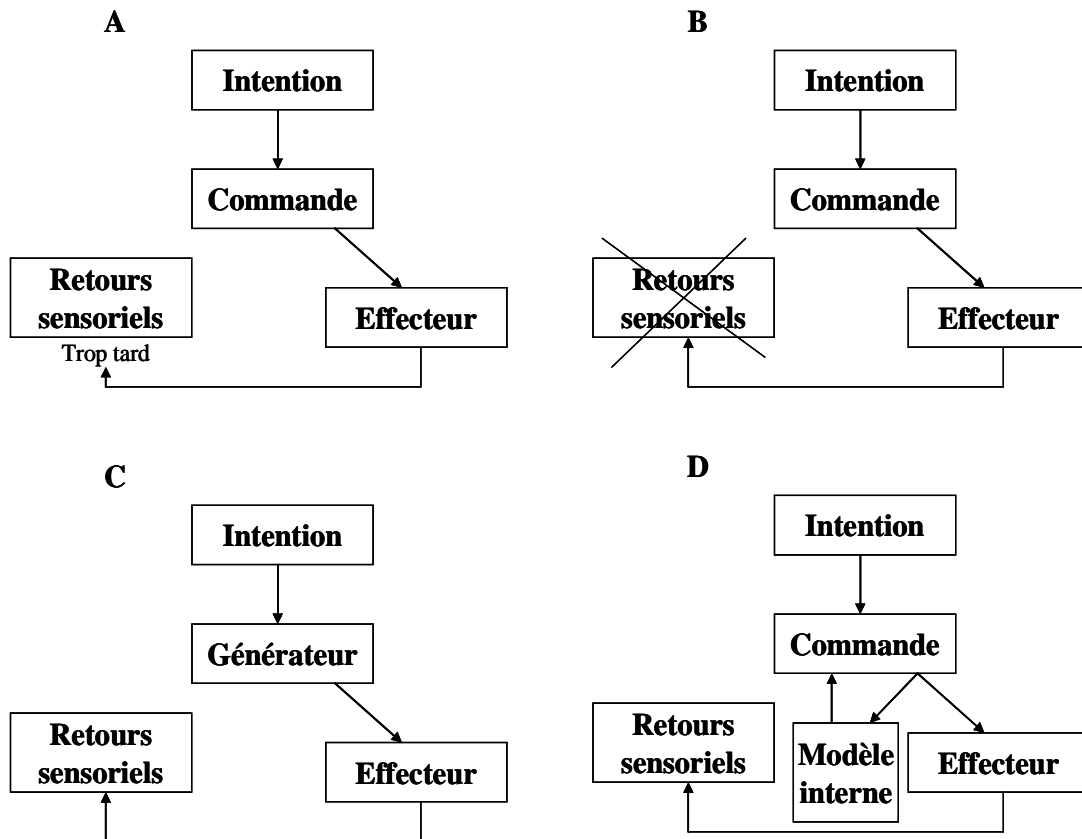 A
Intention
Commande
Retours
sensoriels
Trop tard
Effecteur
B
Intention
Commande
Retours
sensoriels
Effecteur
C
Intention
Générateur
Retours
sensoriels
Effecteur
D
Intention
Commande
Retours
sensoriels
Modèle
interne
Effecteur